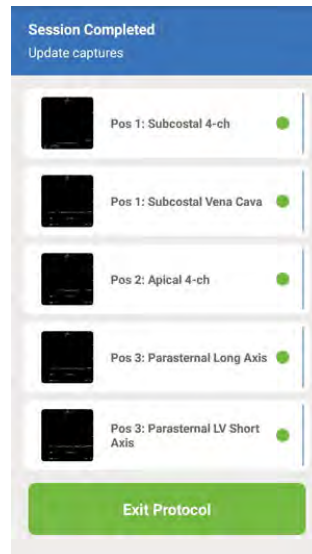 Session Completed
Update captures
Pos 1: Subcostal 4-ch
Pos 1: Subcostal Vena Cava
Pos 2: Apical 4-ch
Pos 3: Parasternal Long Axis
Pos 3: Parasternal LV Short
Axis
Exit Protocol